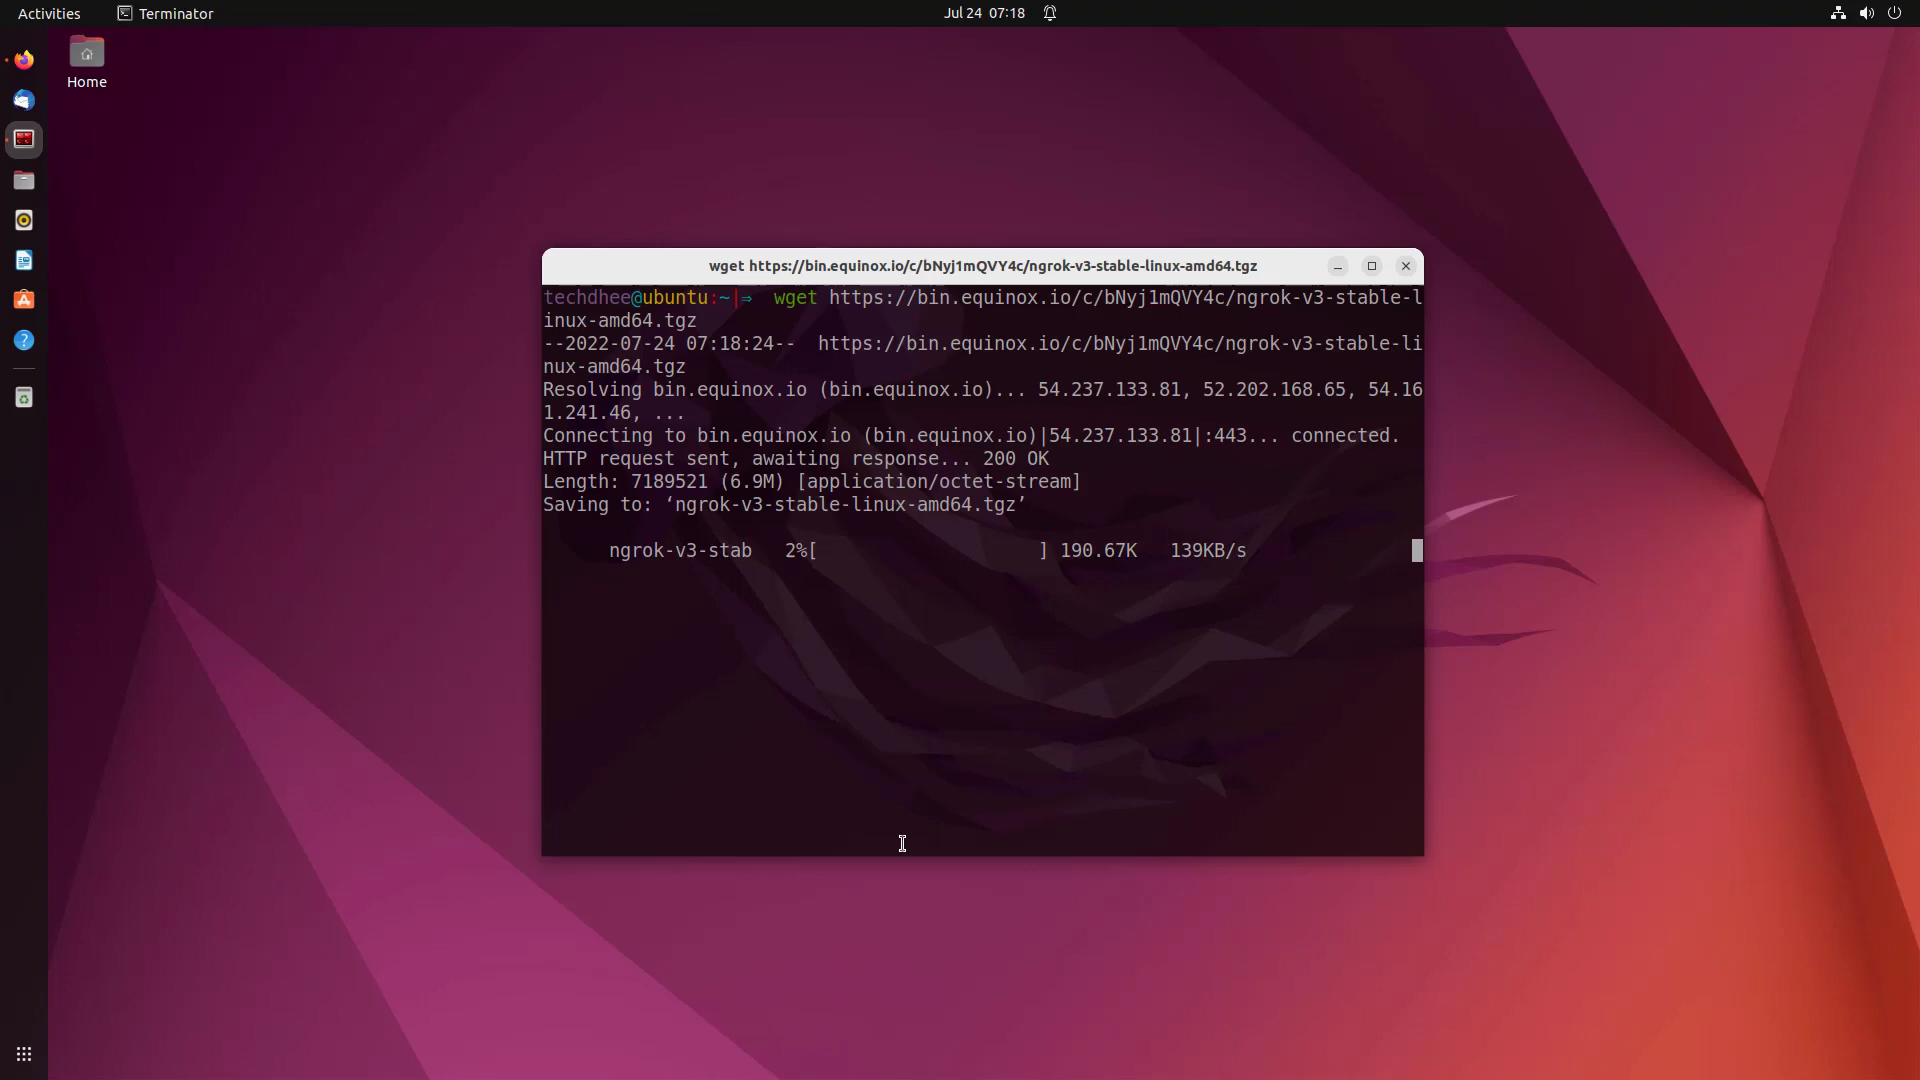 Activities
Terminator
Jul 24 07:18
Home
wget https://bin.equinox.io/c/bNyj1mQVY4c/ngrok-v3-stable-linux-amd64.tgz
techdhee@ubuntu:~|⇒  wget https://bin.equinox.io/c/bNyj1mQVY4c/ngrok-v3-stable-l
inux-amd64.tgz
--2022-07-24 07:18:24--  https://bin.equinox.io/c/bNyj1mQVY4c/ngrok-v3-stable-li
nux-amd64.tgz
Resolving bin.equinox.io (bin.equinox.io)... 54.237.133.81, 52.202.168.65, 54.16
1.241.46, ...
Connecting to bin.equinox.io (bin.equinox.io)|54.237.133.81|:443... connected.
HTTP request sent, awaiting response... 200 OK
Length: 7189521 (6.9M) [application/octet-stream]
Saving to: ‘ngrok-v3-stable-linux-amd64.tgz’
ngrok-v3-stab   2%[                    ] 190.67K   139KB/s